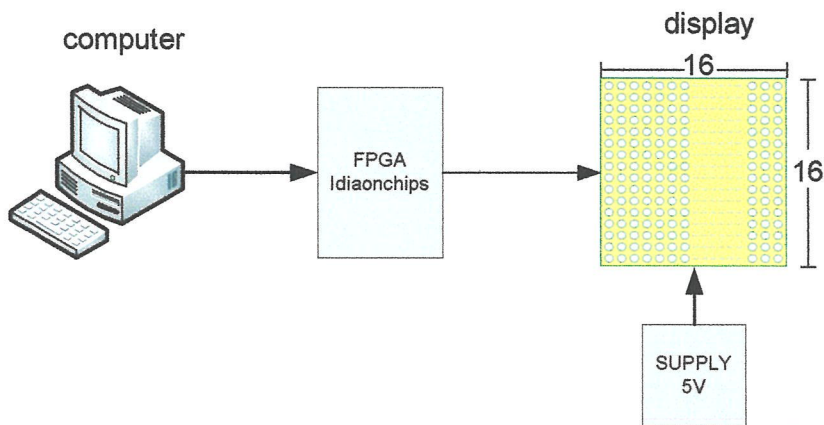 computer
display
16
16
FPGA
Idiaonchips
SUPPLY
5V